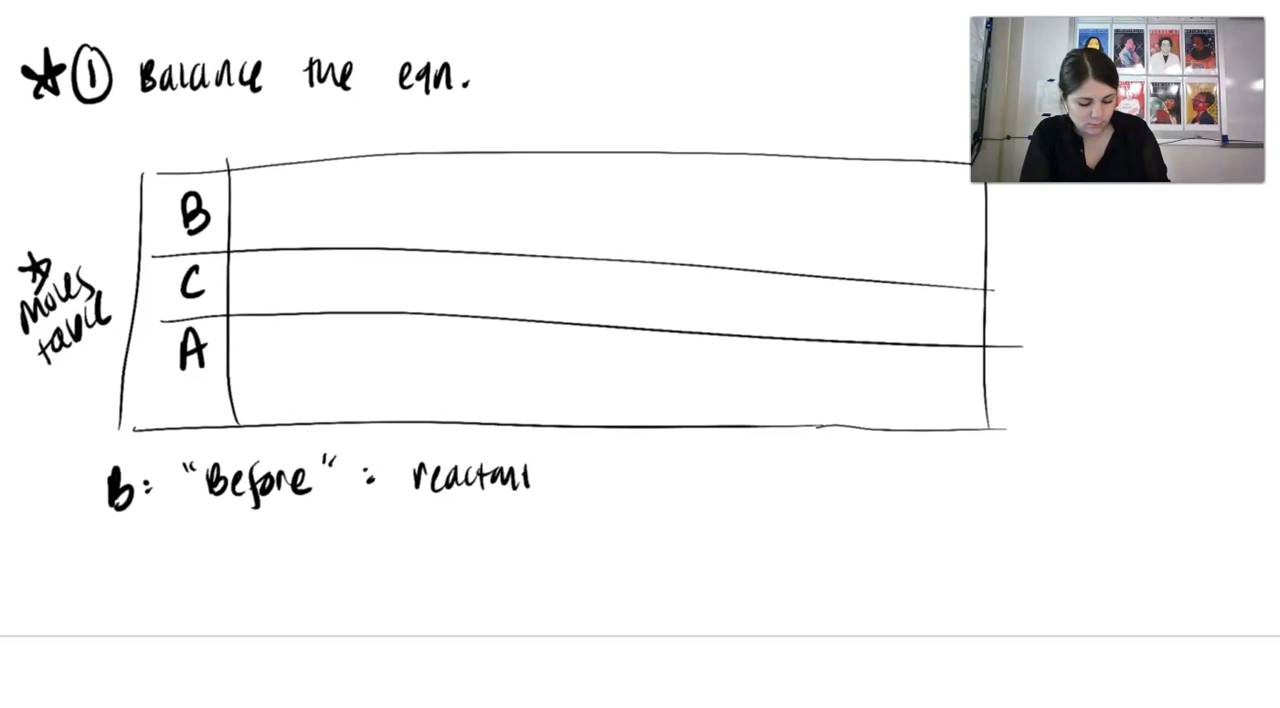 ★① Balance the eqn.
B
C
A
★ Moles
table
B: "Before" : reactant